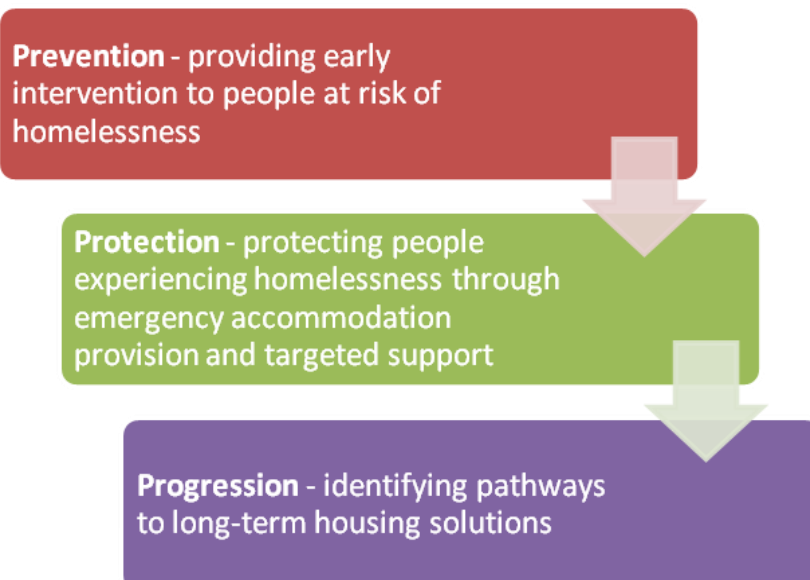 Prevention - providing early
intervention to people at risk of
homelessness
Protection - protecting people
experiencing homelessness through
emergency accommodation
provision and targeted support
Progression - identifying pathways
to long-term housing solutions